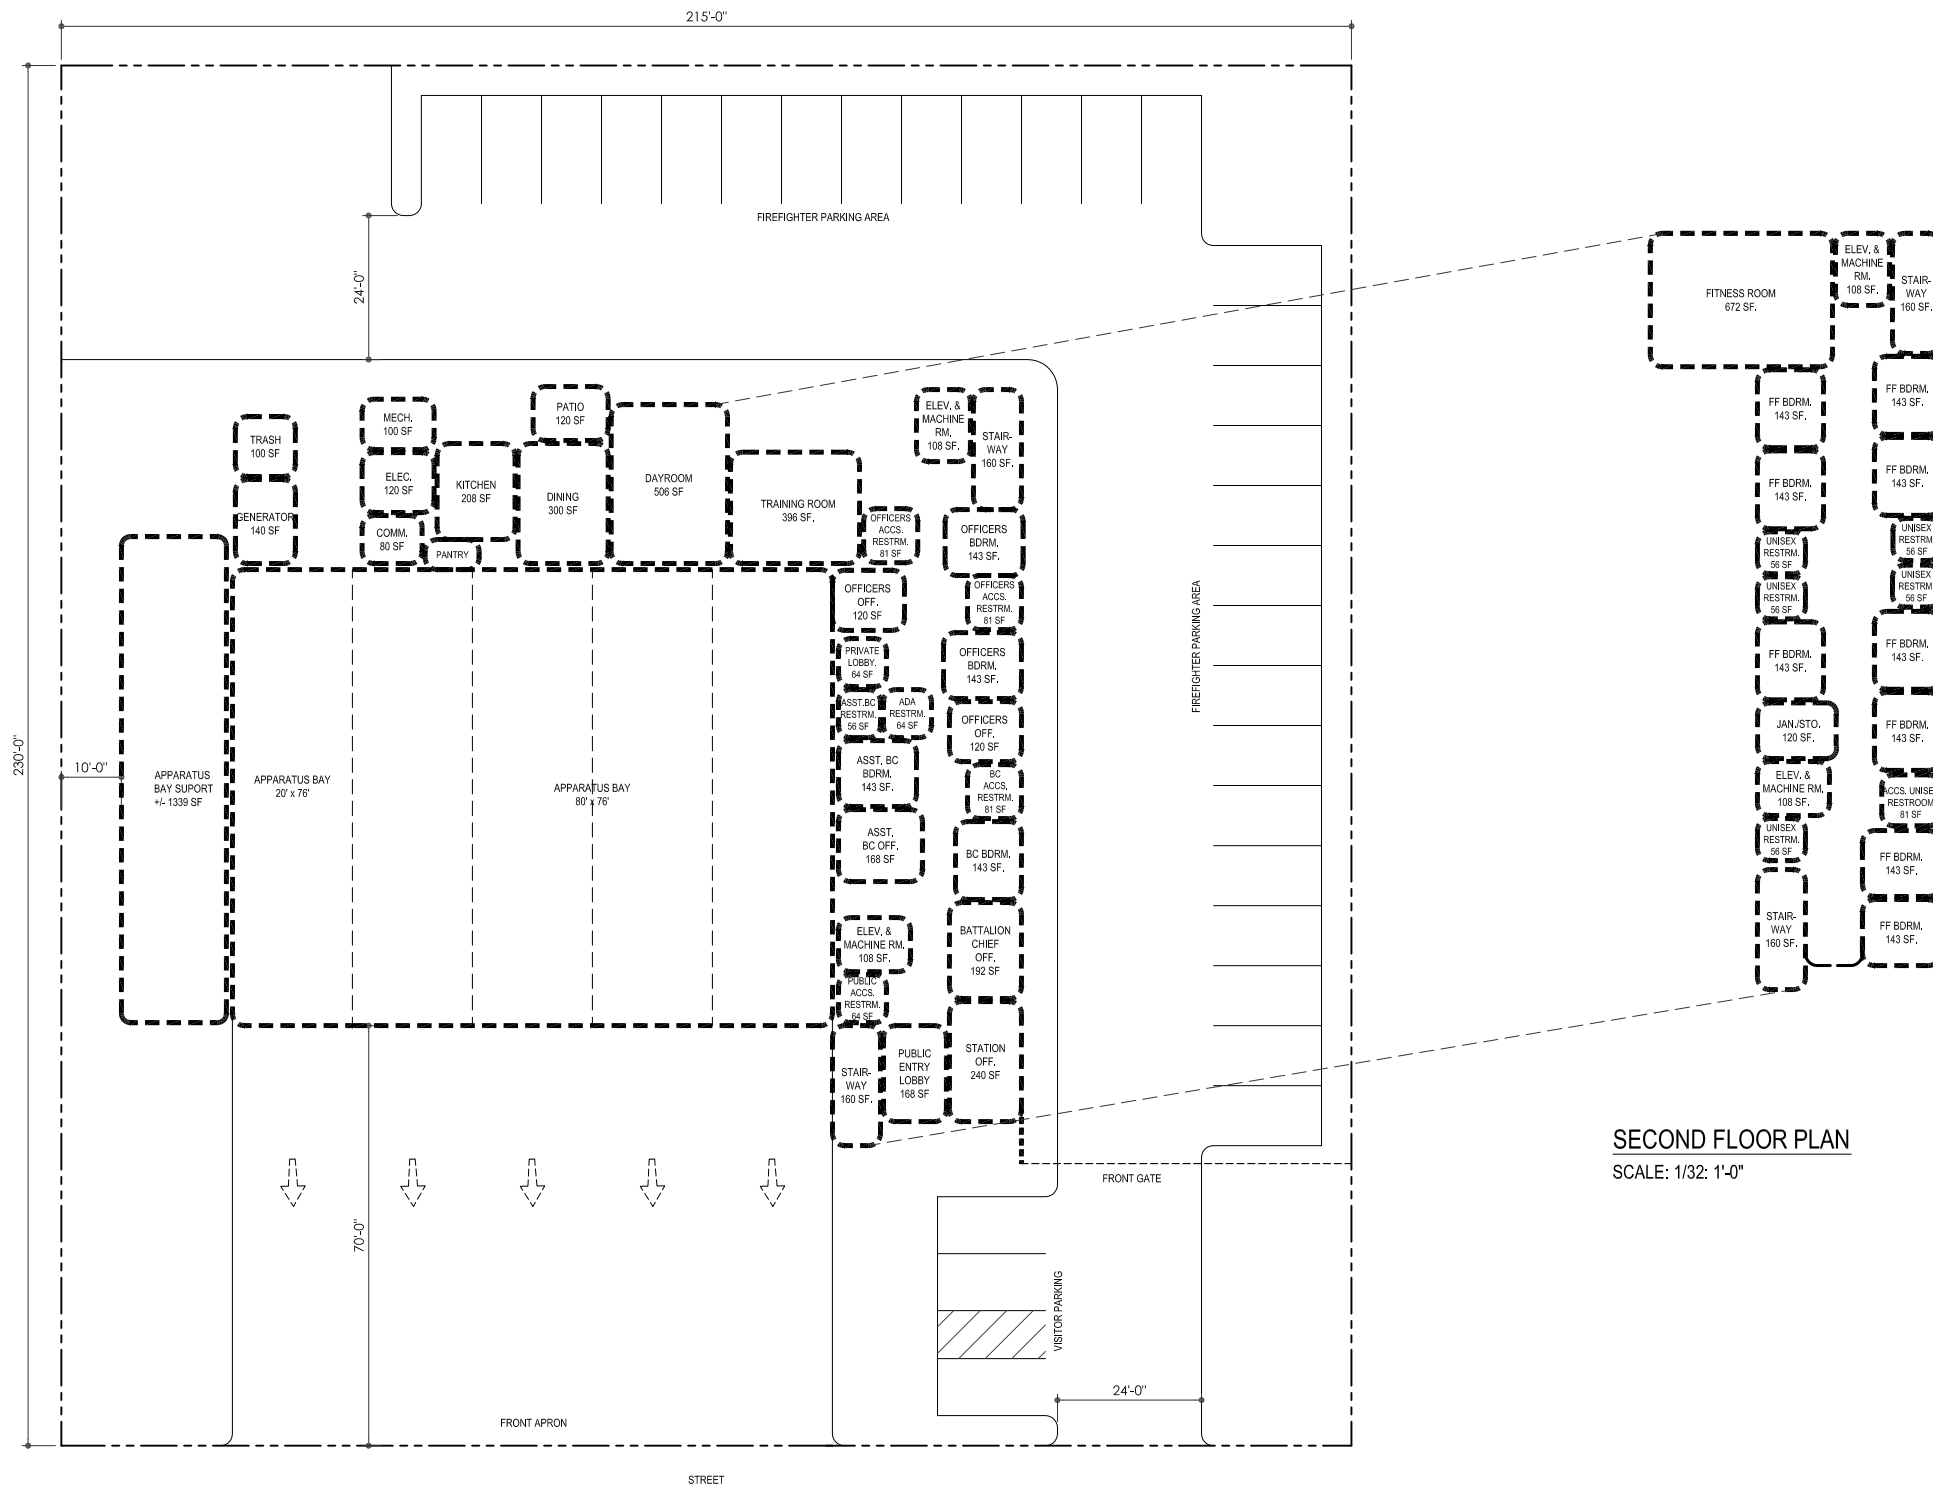 215'-0"
230'-0"
FIREFIGHTER PARKING AREA
24'-0"
TRASH
100 SF
GENERATOR
140 SF
MECH.
100 SF
ELEC.
120 SF
COMM.
80 SF
KITCHEN
208 SF
PANTRY
PATIO
120 SF
DINING
300 SF
DAYROOM
506 SF
TRAINING ROOM
396 SF.
ELEV. &
MACHINE
RM.
108 SF.
STAIR-
WAY
160 SF.
OFFICERS
ACCS.
RESTRM.
81 SF
OFFICERS
BDRM.
143 SF.
OFFICERS
OFF.
120 SF
OFFICERS
ACCS.
RESTRM.
81 SF
PRIVATE
LOBBY.
64 SF
OFFICERS
BDRM.
143 SF.
ASST.BC
RESTRM.
56 SF
ADA
RESTRM.
64 SF
OFFICERS
OFF.
120 SF
ASST. BC
BDRM.
143 SF.
BC
ACCS.
RESTRM.
81 SF
ASST.
BC OFF.
168 SF
BC BDRM.
143 SF.
ELEV. &
MACHINE RM.
108 SF.
BATTALION
CHIEF
OFF.
192 SF
PUBLIC
ACCS.
RESTRM.
64 SF
STAIR-
WAY
160 SF.
PUBLIC
ENTRY
LOBBY
168 SF
STATION
OFF.
240 SF
10'-0"
APPARATUS
BAY SUPORT
+/- 1339 SF
APPARATUS BAY
20' x 76'
APPARATUS BAY
80' x 76'
FIREFIGHTER PARKING AREA
FRONT GATE
70'-0"
VISITOR PARKING
24'-0"
FRONT APRON
STREET
FITNESS ROOM
672 SF.
ELEV. &
MACHINE
RM.
108 SF.
STAIR-
WAY
160 SF.
FF BDRM.
143 SF.
FF BDRM.
143 SF.
UNISEX
RESTRM.
56 SF
UNISEX
RESTRM.
56 SF
FF BDRM.
143 SF.
JAN./STO.
120 SF.
ELEV. &
MACHINE RM.
108 SF.
UNISEX
RESTRM.
56 SF
STAIR-
WAY
160 SF.
FF BDRM.
143 SF.
FF BDRM.
143 SF.
UNISEX
RESTRM
56 SF
UNISEX
RESTRM
56 SF
FF BDRM.
143 SF.
FF BDRM.
143 SF.
ACCS. UNISE
RESTROOM
81 SF
FF BDRM.
143 SF.
FF BDRM.
143 SF.
SECOND FLOOR PLAN
SCALE: 1/32: 1'-0"